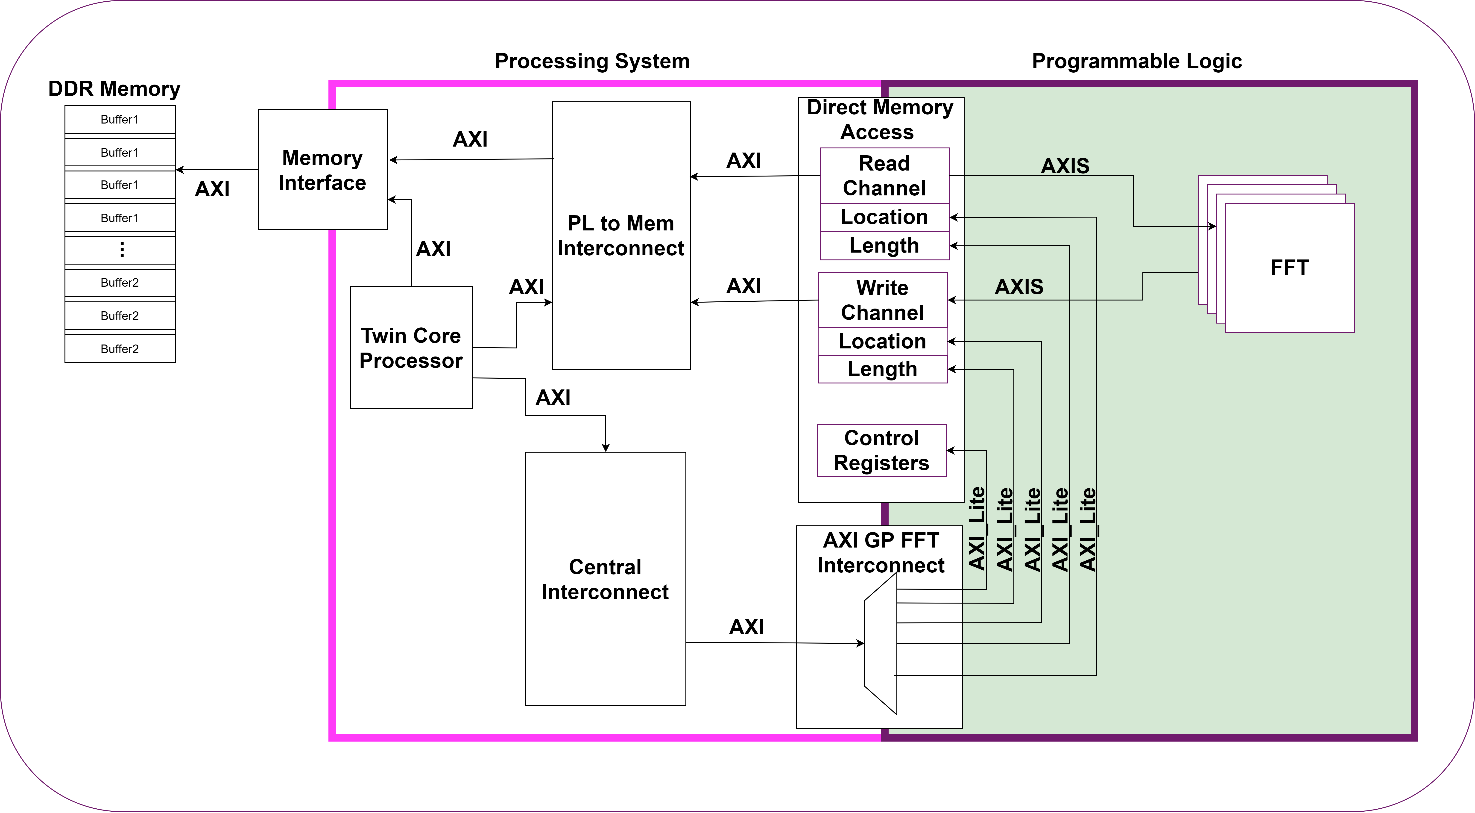 Processing System
Programmable Logic
DDR Memory
Buffer1
Buffer1
Buffer1
Buffer1
⋮
Buffer2
Buffer2
Buffer2
AXI
Memory
Interface
AXI
AXI
Twin Core
Processor
AXI
AXI
PL to Mem
Interconnect
AXI
AXI
Central
Interconnect
AXI
Direct Memory
Access
Read
Channel
Location
Length
Write
Channel
Location
Length
Control
Registers
AXIS
AXIS
FFT
AXI GP FFT
Interconnect
AXI_Lite
AXI_Lite
AXI_Lite
AXI_Lite
AXI_Lite